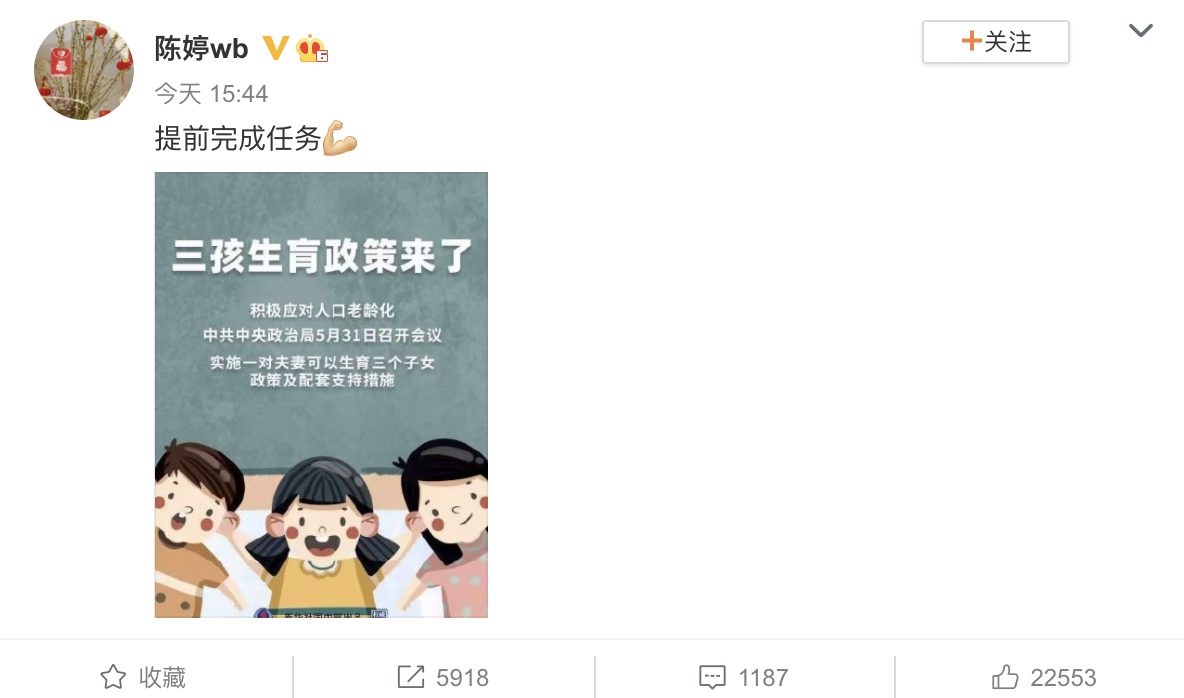 陈婷wb
关注
今天 15:44
提前完成任务
三孩生育政策来了
积极应对人口老龄化
中共中央政治局5月31日召开会议
实施一对夫妻可以生育三个子女
政策及配套支持措施
收藏
5918
1187
22553